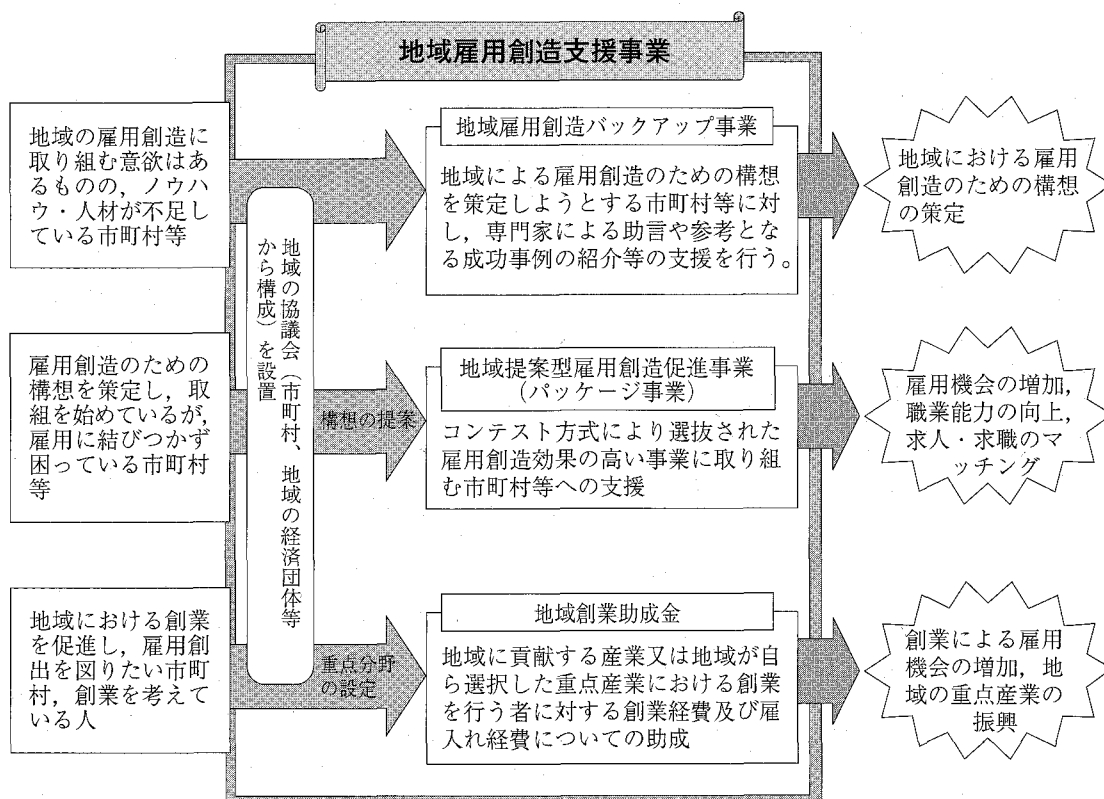 地域雇用創造支援事業
地域の雇用創造に
取り組む意欲はあ
るものの，ノウハ
ウ・人材が不足し
ている市町村等
地域雇用創造バックアップ事業
地域による雇用創造のための構想
を策定しようとする市町村等に対
し，専門家による助言や参考とな
る成功事例の紹介等の支援を行う。
地域における雇用
創造のための構想
の策定
地域の協議会（市町村、地域の経済団体等
から構成）を設置
雇用創造のための
構想を策定し，取
組を始めているが，
雇用に結びつかず
困っている市町村
等
構想の提案
地域提案型雇用創造促進事業
（パッケージ事業）
コンテスト方式により選抜された
雇用創造効果の高い事業に取り組
む市町村等への支援
雇用機会の増加，
職業能力の向上，
求人・求職のマ
ッチング
地域における創業
を促進し，雇用創
出を図りたい市町
村，創業を考えて
いる人
重点分野
の設定
地域創業助成金
地域に貢献する産業又は地域が自
ら選択した重点産業における創業
を行う者に対する創業経費及び雇
入れ経費についての助成
創業による雇用
機会の増加，地
域の重点産業の
振興